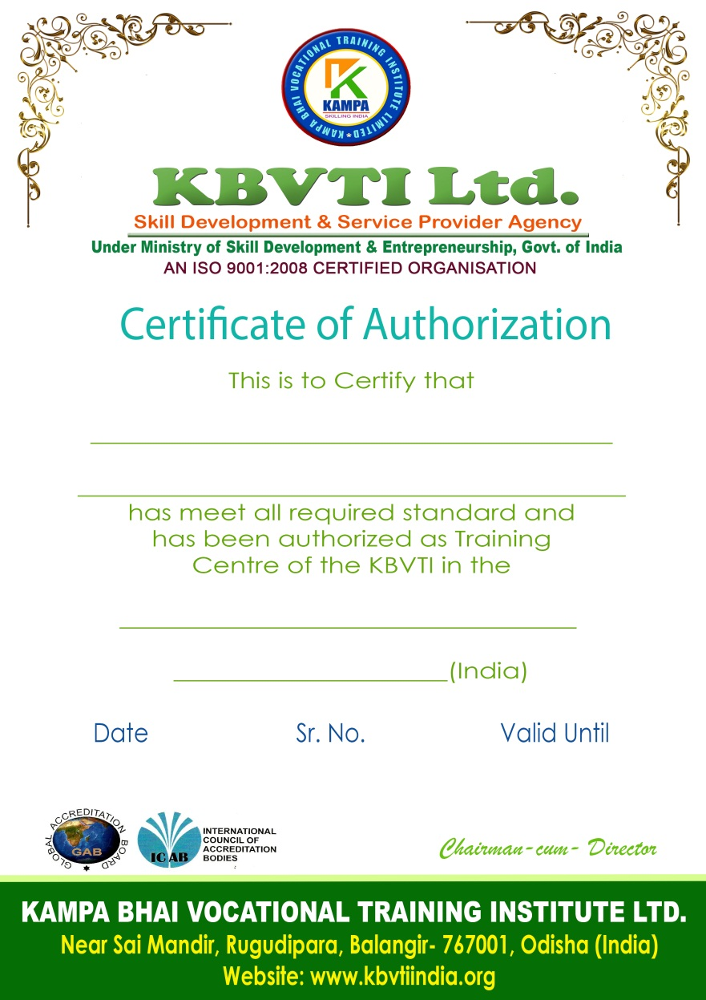 KAMPA BHAI VOCATIONAL TRAINING INSTITUTE LIMITED*
KAMPA
SKILLING INDIA
KBVTI Ltd.
Skill Development & Service Provider Agency
Under Ministry of Skill Development & Entrepreneurship, Govt. of India
AN ISO 9001:2008 CERTIFIED ORGANISATION
Certificate of Authorization
This is to Certify that
has meet all required standard and
has been authorized as Training
Centre of the KBVTI in the
(India)
Date Sr. No. Valid Until
GLOBAL ACCREDITATION BOARD
GAB
ICAB
INTERNATIONAL
COUNCIL OF
ACCREDITATION
BODIES
Chairman-cum- Director
KAMPA BHAI VOCATIONAL TRAINING INSTITUTE LTD.
Near Sai Mandir, Rugudipara, Balangir- 767001, Odisha (India)
Website: www.kbvtiindia.org